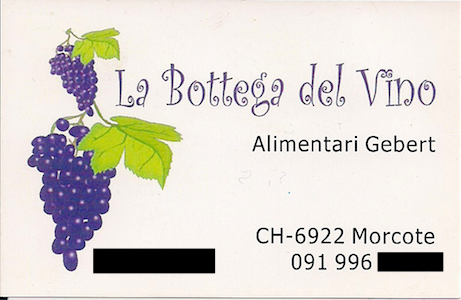 La Bottega del Vino
Alimentari Gebert
CH-6922 Morcote
091 996